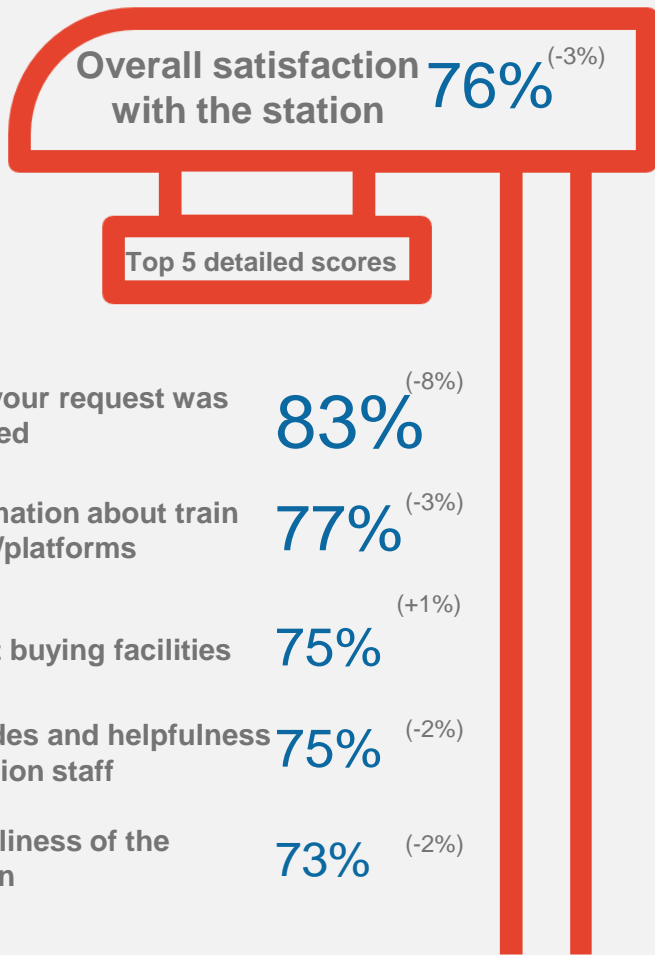 Overall satisfaction 76% (-3%)
with the station
Top 5 detailed scores
(-8%)
your request was 83%
ed
mation about train 77% (-3%)
/platforms
(+1%)
buying facilities 75%
des and helpfulness 75% (-2%)
ion staff
liness of the 73% (-2%)
n